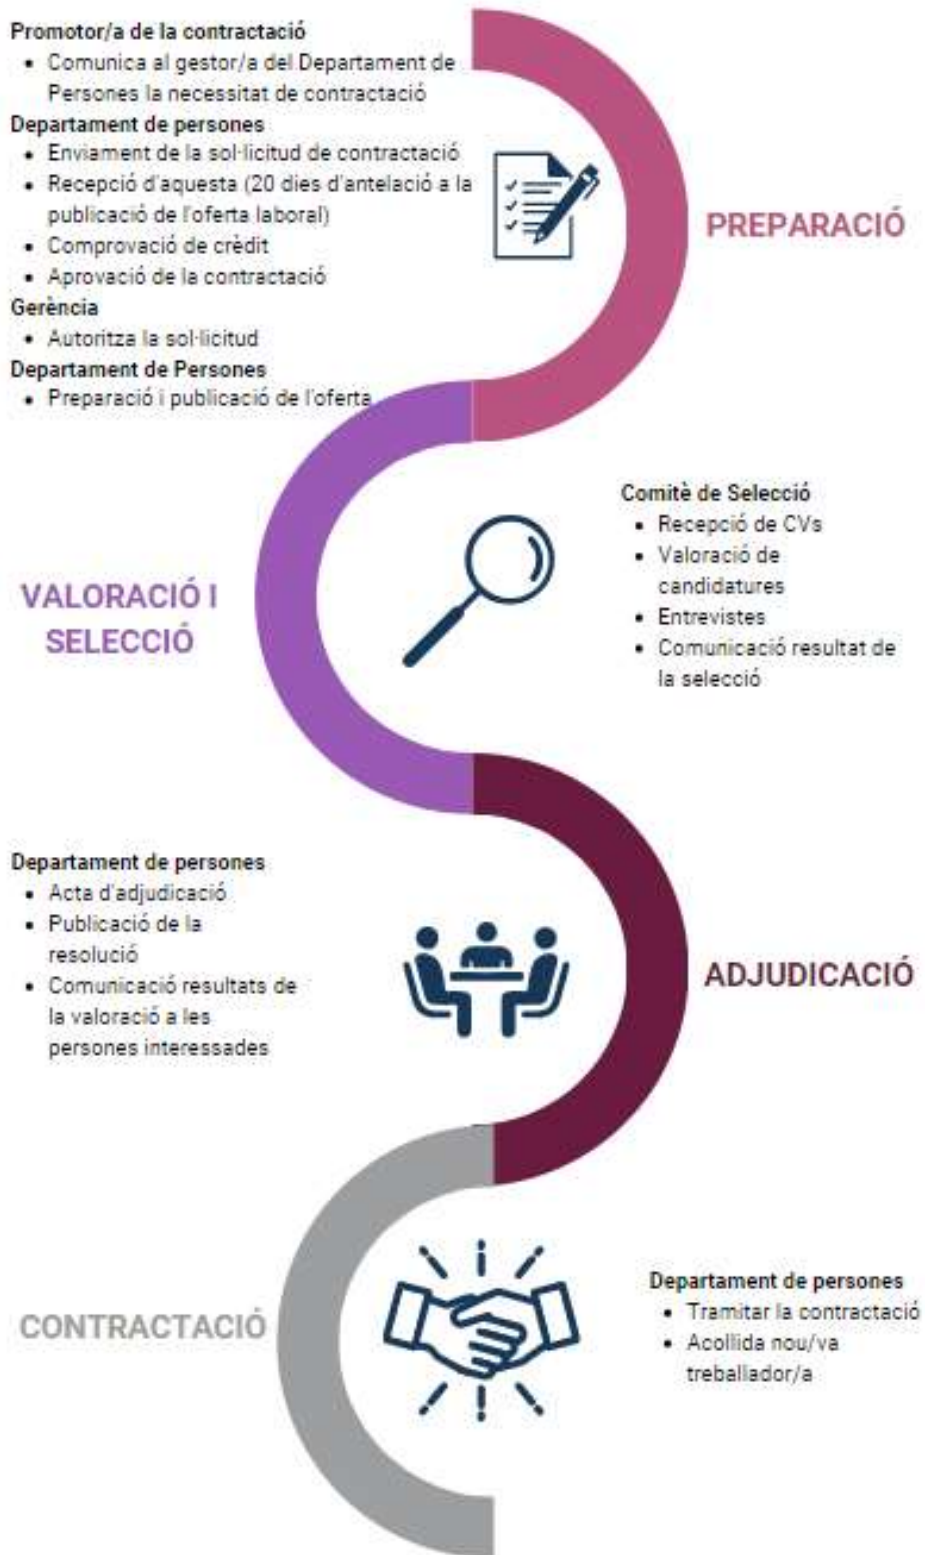 Promotor/a de la contractació
• Comunica al gestor/a del Departament de
Persones la necessitat de contractació
Departament de persones
• Enviament de la sol·licitud de contractació
• Recepció d'aquesta (20 dies d'antelació a la
publicació de l'oferta laboral)
• Comprovació de crèdit
• Aprovació de la contractació
Gerència
• Autoritza la sol·licitud
Departament de Persones
• Preparació i publicació de l'oferta
PREPARACIÓ
VALORACIÓ I
SELECCIÓ
Comitè de Selecció
• Recepció de CVs
• Valoració de
candidatures
• Entrevistes
• Comunicació resultat de
la selecció
Departament de persones
• Acta d'adjudicació
• Publicació de la
resolució
• Comunicació resultats de
la valoració a les
persones interessades
ADJUDICACIÓ
CONTRACTACIÓ
Departament de persones
• Tramitar la contractació
• Acollida nou/va
treballador/a